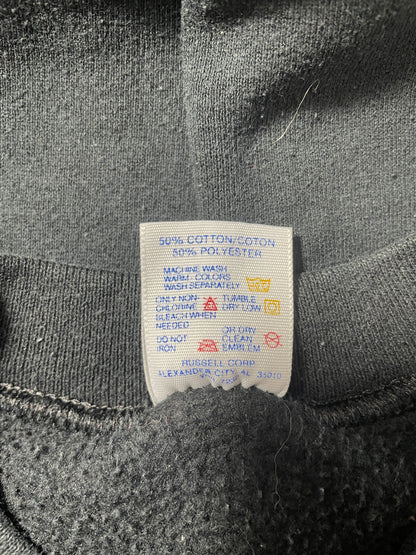 50% COTTON/COTON
50% POLYESTER
MACHINE WASH
WARM - COLORS
WASH SEPARATELY
ONLY NON- TUMBLE
CHLORINE DRY LOW
BLEACH WHEN
NEEDED OR DRY
DO NOT CLEAN
IRON EMBLEM
RUSSELL CORP.
ALEXANDER CITY, AL 35010